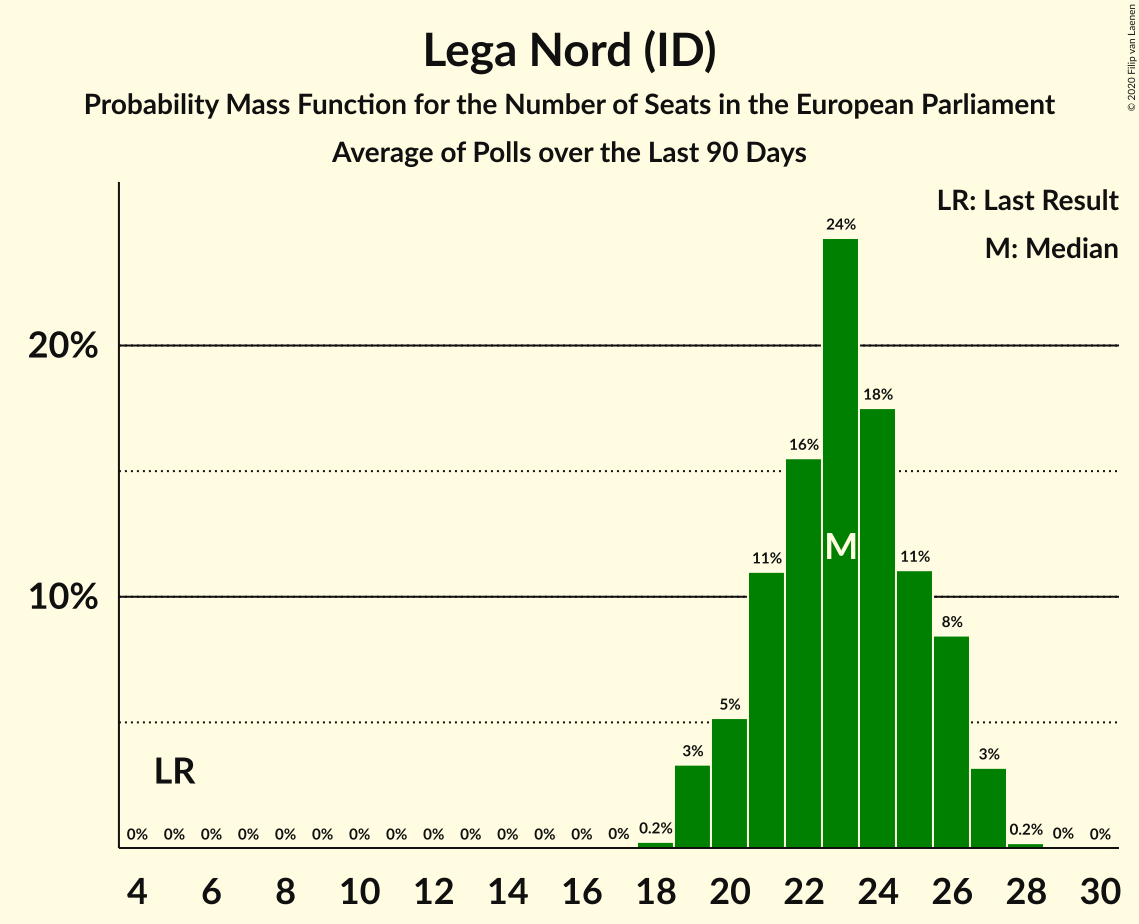 Lega Nord (ID)
Probability Mass Function for the Number of Seats in the European Parliament
Average of Polls over the Last 90 Days
© 2020 Filip van Laenen
LR: Last Result
M: Median
24%
20%
18%
16%
M
11%
11%
10%
8%
5%
3%
3%
LR
0% 0% 0% 0% 0% 0% 0% 0% 0% 0% 0% 0% 0% 0% 0.2% 0.2% 0% 0%
4 6 8 10 12 14 16 18 20 22 24 26 28 30